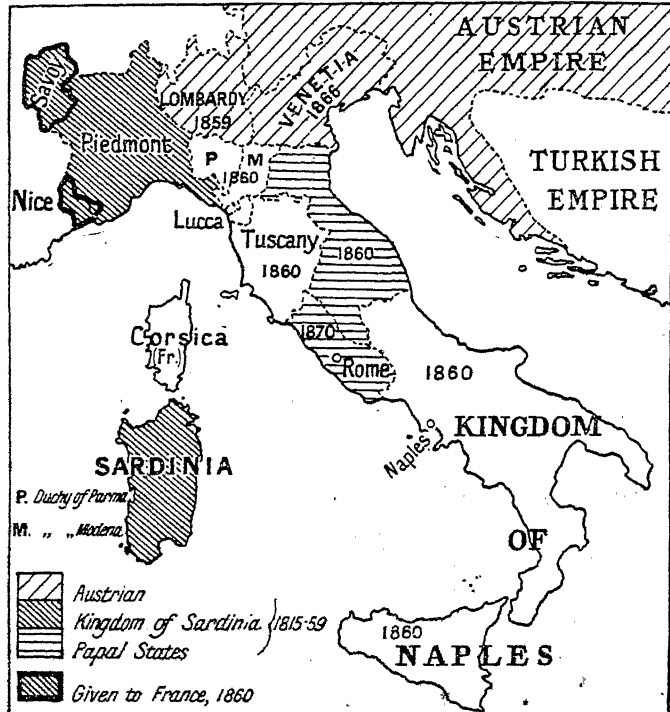 AUSTRIAN
EMPIRE
Savoy
LOMBARDY
1859
VENETIA
1866
Piedmont
P
M
1860
TURKISH
EMPIRE
Nice
Lucca
Tuscany
1860
1860
Corsica
(Fr.)
1870
Rome
1860
Naples
KINGDOM
OF
NAPLES
1860
SARDINIA
P. Duchy of Parma
M. „ „ Modena
Austrian
Kingdom of Sardinia } 1815-59
Papal States
Given to France, 1860